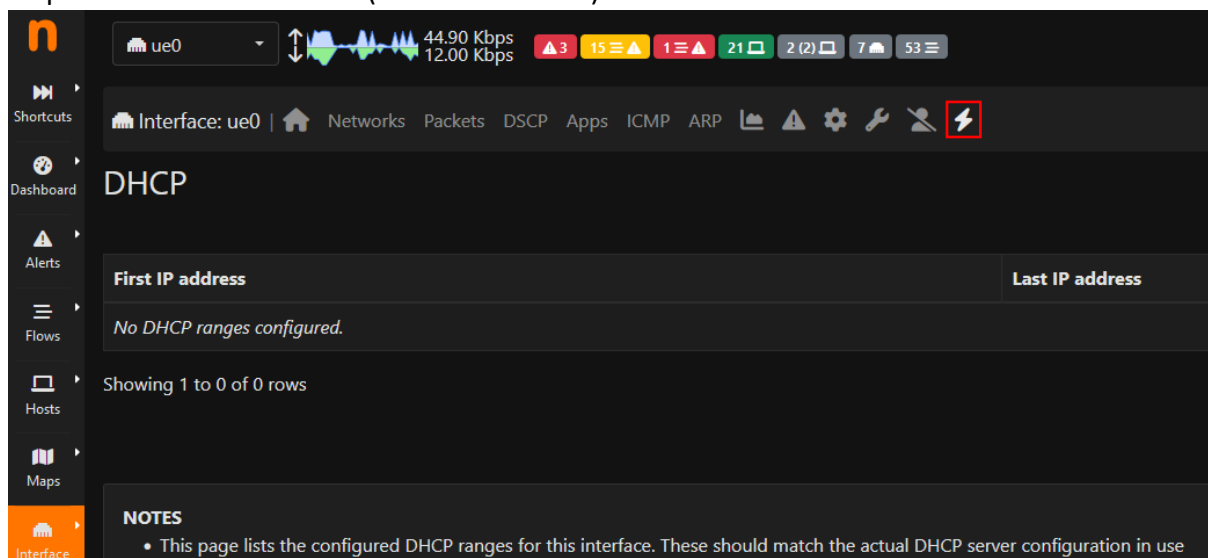 n
ue0
44.90 Kbps
12.00 Kbps
3
15
1
21
2 (2)
7
53
Shortcuts
Interface: ue0 | Networks Packets DSCP Apps ICMP ARP
Dashboard
DHCP
Alerts
First IP address Last IP address
No DHCP ranges configured.
Flows
Showing 1 to 0 of 0 rows
Hosts
Maps
NOTES
• This page lists the configured DHCP ranges for this interface. These should match the actual DHCP server configuration in use
Interface